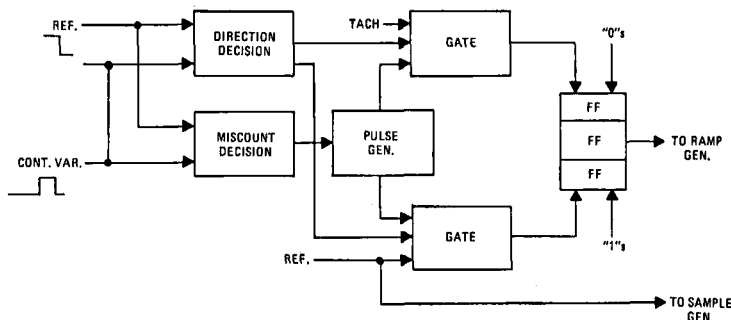 REF.
DIRECTION
DECISION
TACH
GATE
"0"s
MISCOUNT
DECISION
PULSE
GEN.
FF
FF
FF
TO RAMP
GEN.
CONT. VAR.
GATE
REF.
"1"s
TO SAMPLE
GEN